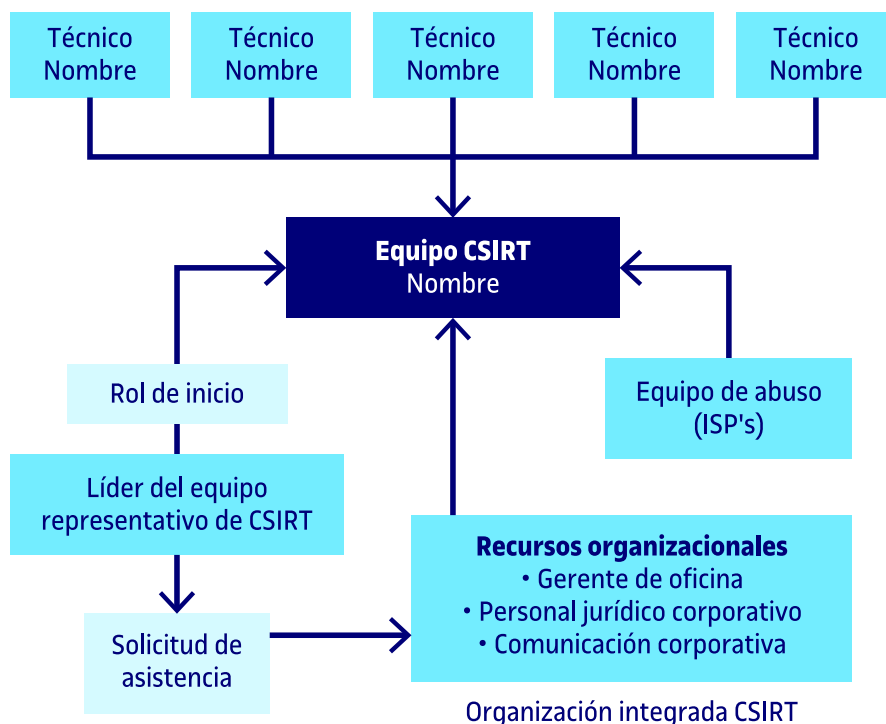 Técnico
Nombre
Técnico
Nombre
Técnico
Nombre
Técnico
Nombre
Técnico
Nombre
Equipo CSIRT
Nombre
Rol de inicio
Equipo de abuso
(ISP's)
Líder del equipo
representativo de CSIRT
Recursos organizacionales
• Gerente de oficina
• Personal jurídico corporativo
• Comunicación corporativa
Solicitud de
asistencia
Organización integrada CSIRT